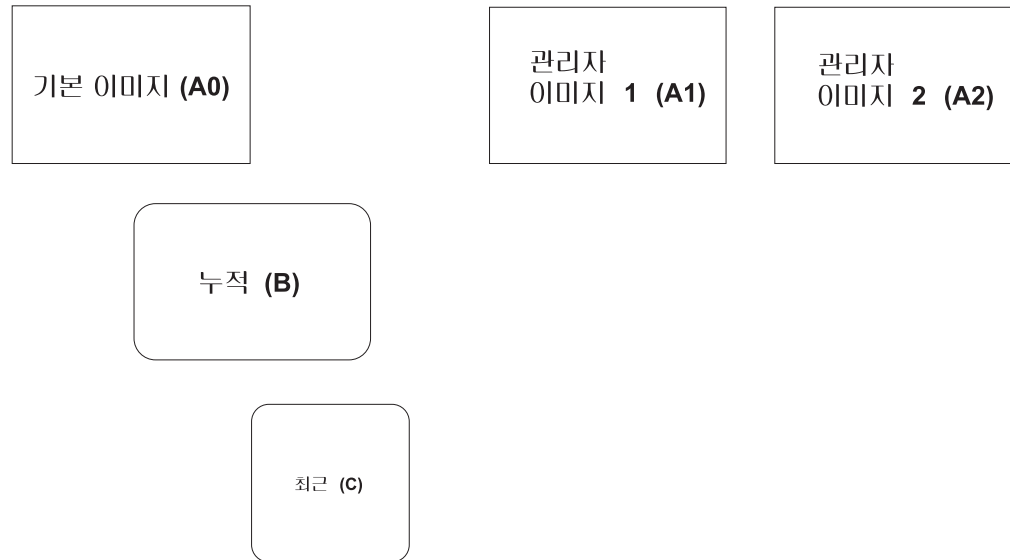 기본 이미지 (A0)
관리자
이미지 1 (A1)
관리자
이미지 2 (A2)
누적 (B)
최근 (C)